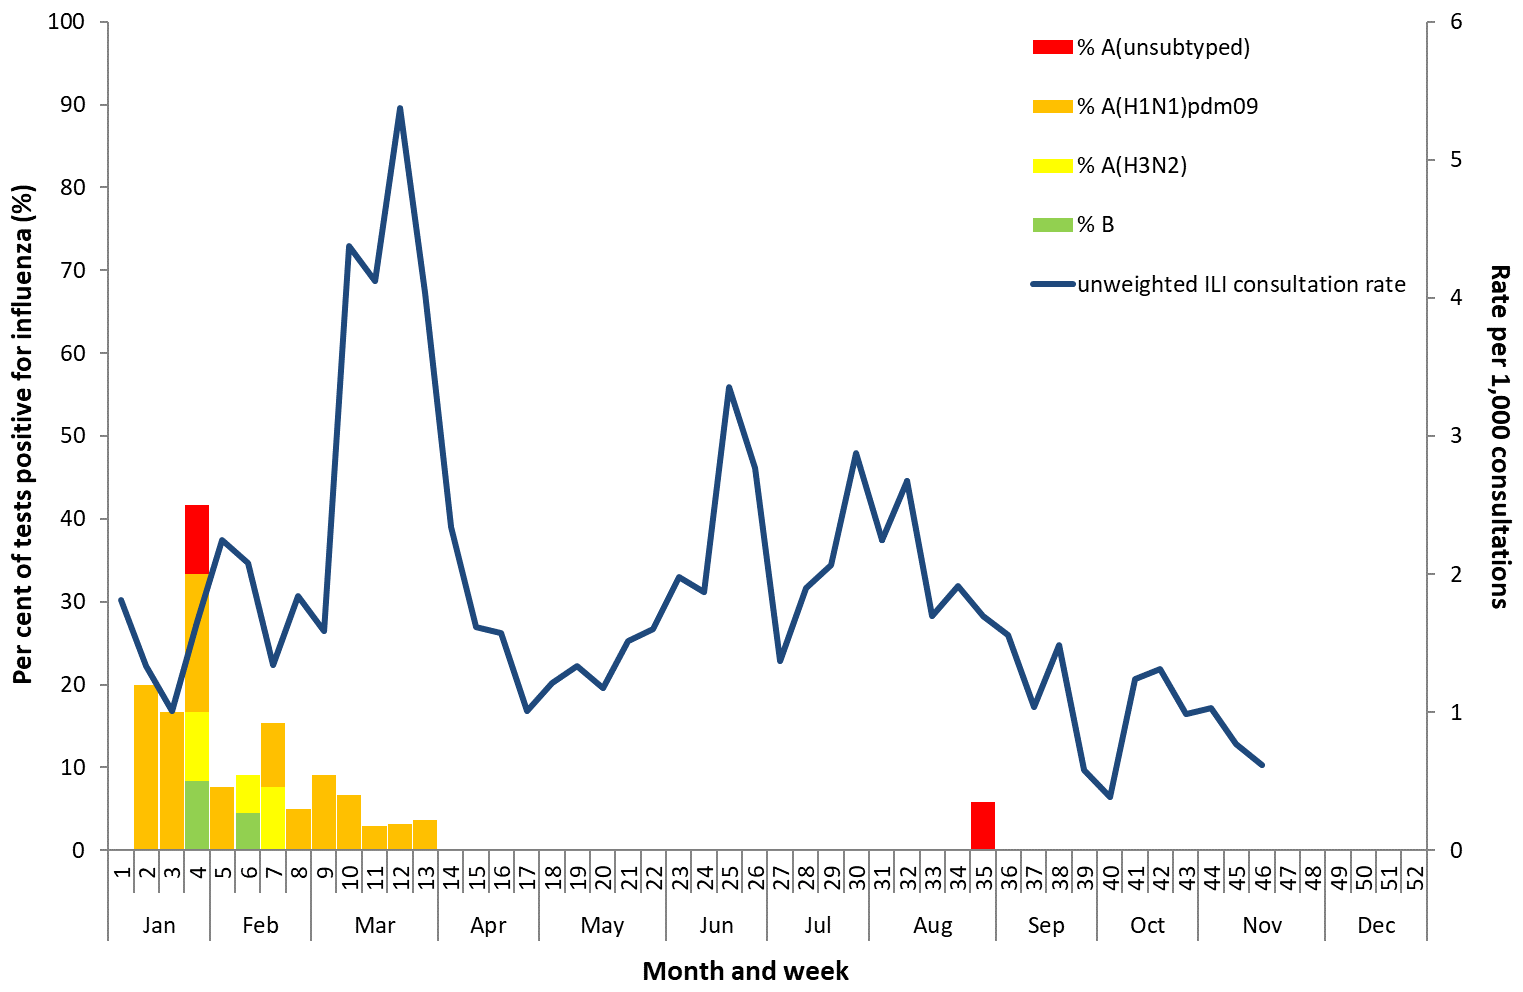 100
90
80
70
60
50
40
30
20
10
0
Per cent of tests positive for influenza (%)
% A(unsubtyped)
% A(H1N1)pdm09
% A(H3N2)
% B
unweighted ILI consultation rate
6
5
4
3
2
1
0
Rate per 1,000 consultations
1 2 3 4 5 6 7 8 9 10 11 12 13 14 15 16 17 18 19 20 21 22 23 24 25 26 27 28 29 30 31 32 33 34 35 36 37 38 39 40 41 42 43 44 45 46 47 48 49 50 51 52
Jan Feb Mar Apr May Jun Jul Aug Sep Oct Nov Dec
Month and week